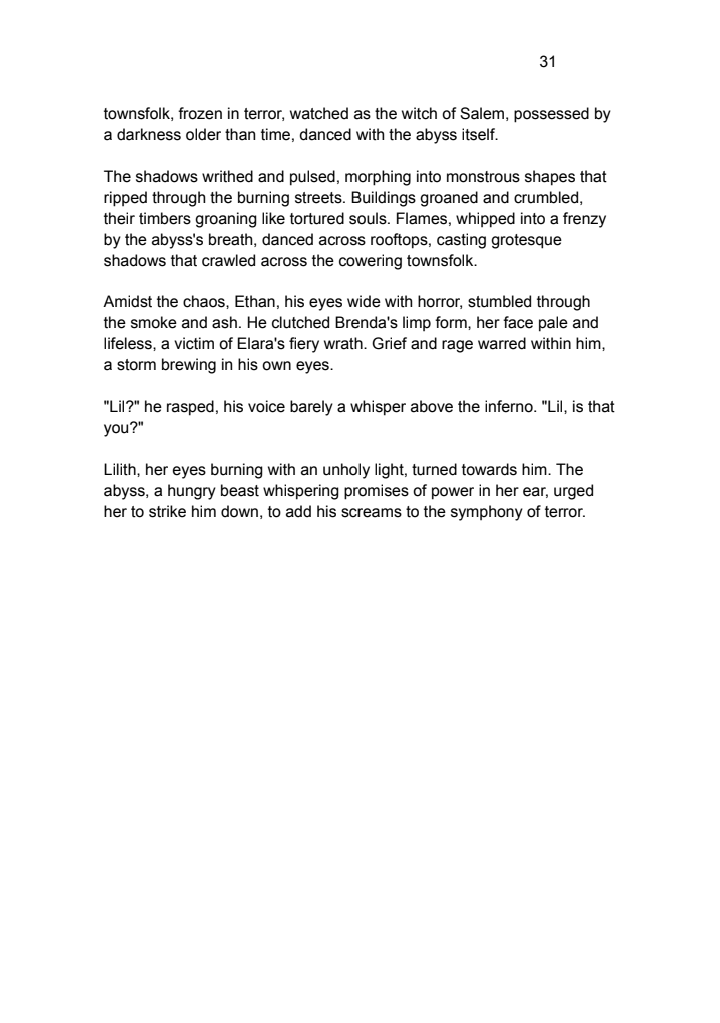 31
townsfolk, frozen in terror, watched as the witch of Salem, possessed by
a darkness older than time, danced with the abyss itself.
The shadows writhed and pulsed, morphing into monstrous shapes that
ripped through the burning streets. Buildings groaned and crumbled,
their timbers groaning like tortured souls. Flames, whipped into a frenzy
by the abyss's breath, danced across rooftops, casting grotesque
shadows that crawled across the cowering townsfolk.
Amidst the chaos, Ethan, his eyes wide with horror, stumbled through
the smoke and ash. He clutched Brenda's limp form, her face pale and
lifeless, a victim of Elara's fiery wrath. Grief and rage warred within him,
a storm brewing in his own eyes.
"Lil?" he rasped, his voice barely a whisper above the inferno. "Lil, is that
you?"
Lilith, her eyes burning with an unholy light, turned towards him. The
abyss, a hungry beast whispering promises of power in her ear, urged
her to strike him down, to add his screams to the symphony of terror.